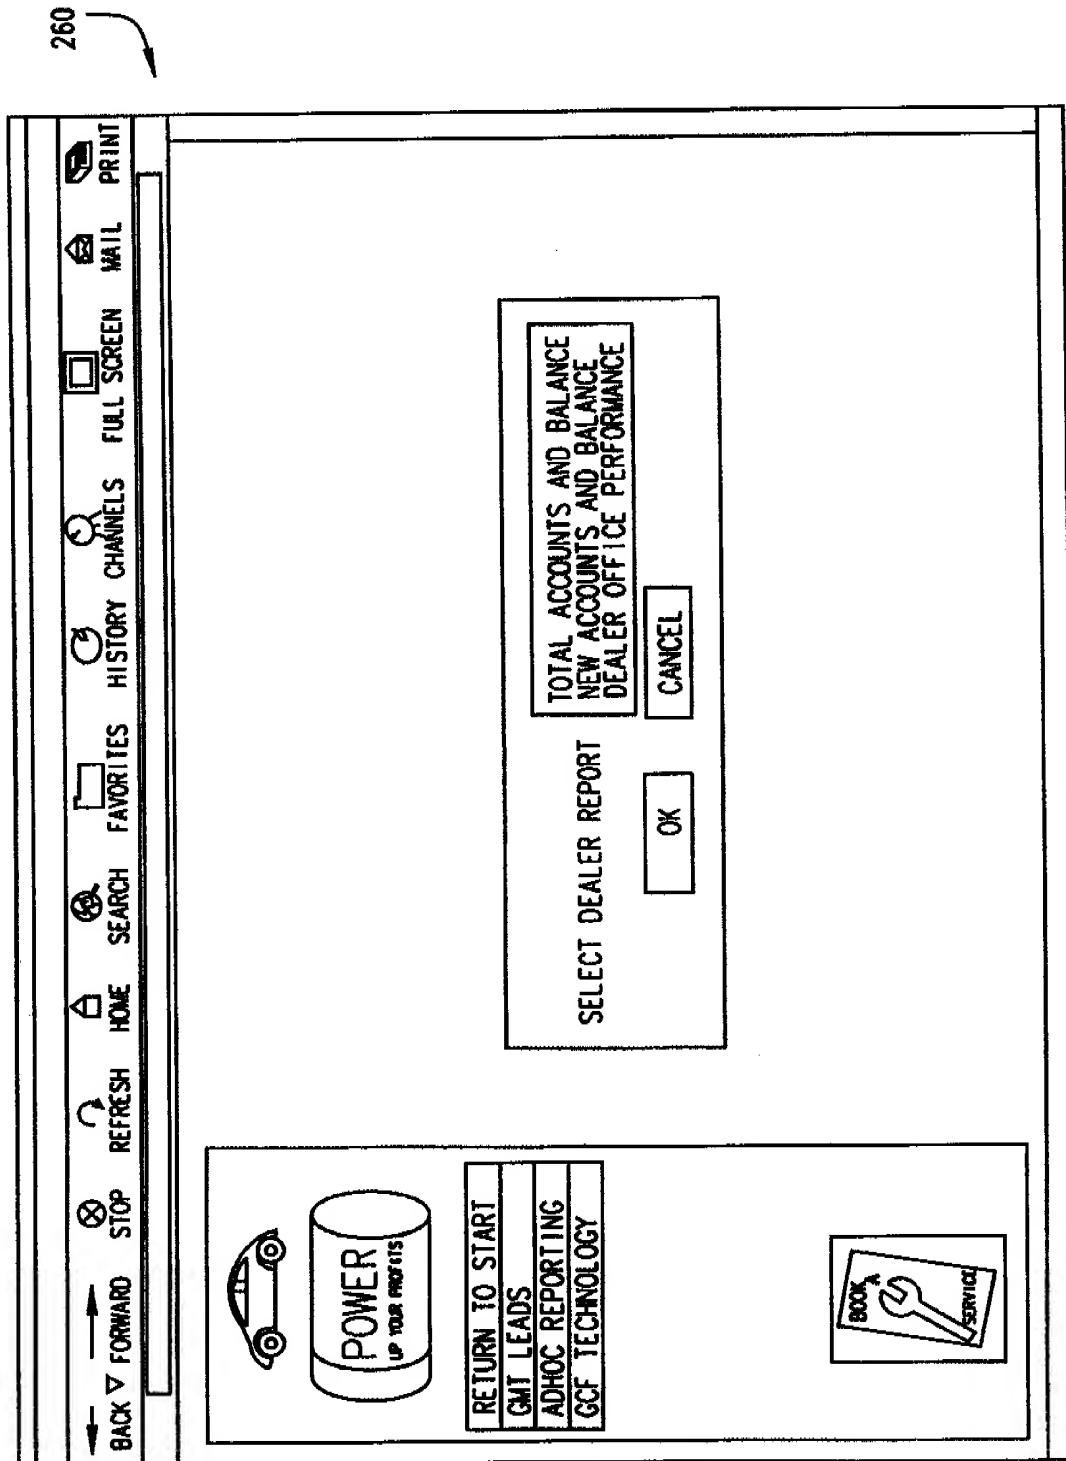 260
BACK ▽ FORWARD STOP REFRESH HOME SEARCH FAVORITES HISTORY CHANNELS FULL SCREEN MAIL PRINT
POWER
UP YOUR PROFITS!
RETURN TO START
GMT LEADS
ADHOC REPORTING
GCF TECHNOLOGY
BOOK
A
SERVICE
SELECT DEALER REPORT
TOTAL ACCOUNTS AND BALANCE
NEW ACCOUNTS AND BALANCE
DEALER OFFICE PERFORMANCE
OK
CANCEL